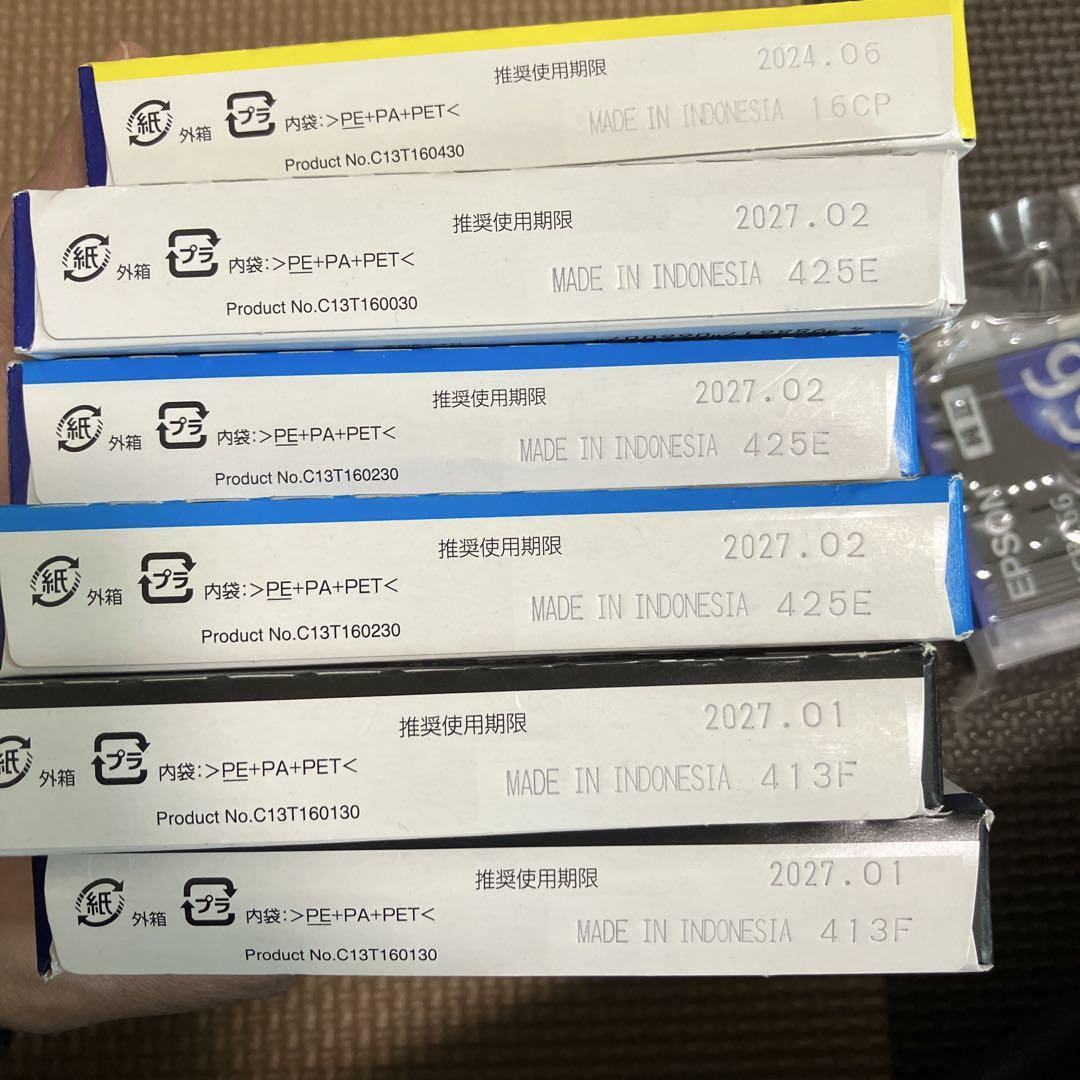 推奨使用期限 2024.06
紙 外箱 プラ 内袋:>PE+PA+PET<
MADE IN INDONESIA 16CP
Product No.C13T160430
推奨使用期限 2027.02
紙 外箱 プラ 内袋:>PE+PA+PET<
MADE IN INDONESIA 425E
Product No.C13T160030
推奨使用期限 2027.02
紙 外箱 プラ 内袋:>PE+PA+PET<
MADE IN INDONESIA 425E
Product No.C13T160230
推奨使用期限 2027.02
紙 外箱 プラ 内袋:>PE+PA+PET<
MADE IN INDONESIA 425E
Product No.C13T160230
推奨使用期限 2027.01
紙 外箱 プラ 内袋:>PE+PA+PET<
MADE IN INDONESIA 413F
Product No.C13T160130
推奨使用期限 2027.01
紙 外箱 プラ 内袋:>PE+PA+PET<
MADE IN INDONESIA 413F
Product No.C13T160130
EPSON